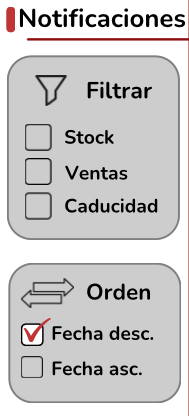 Notificaciones
Filtrar
Stock
Ventas
Caducidad
Orden
Fecha desc.
Fecha asc.